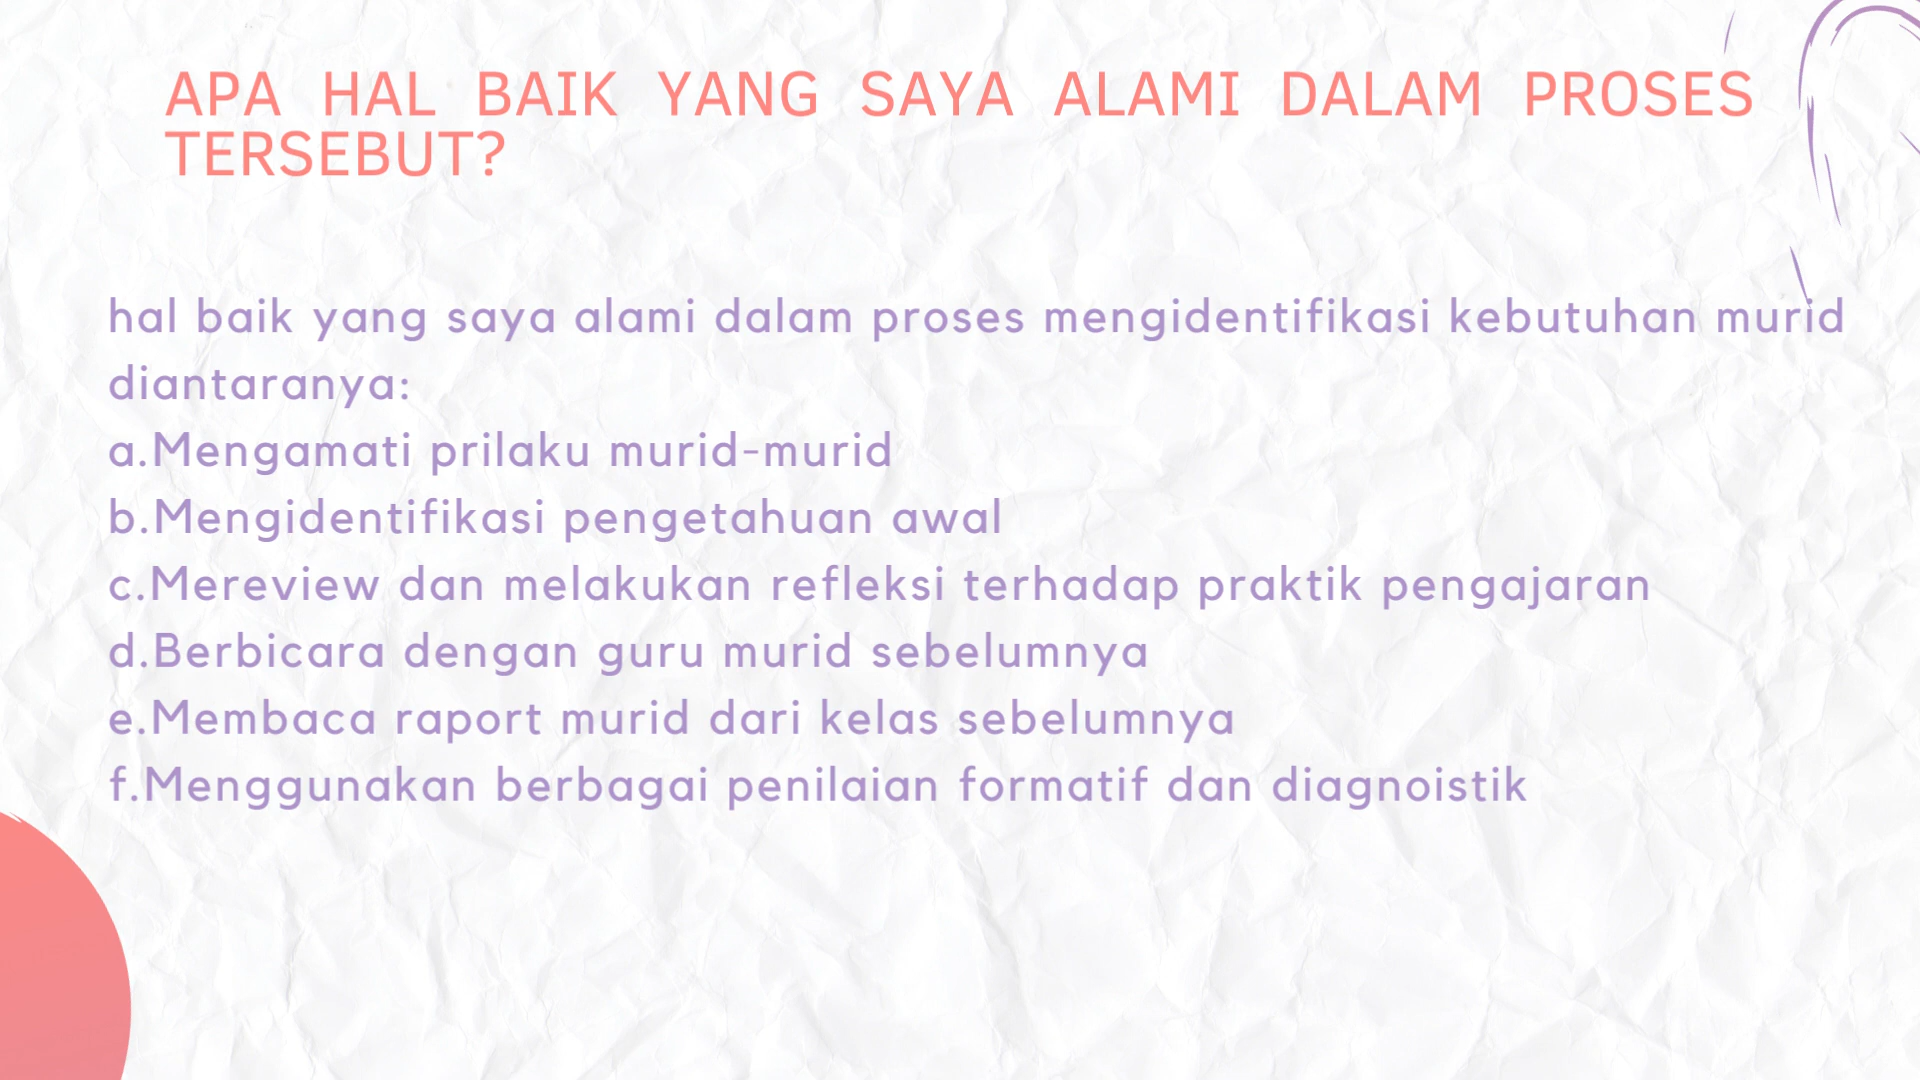 APA HAL BAIK YANG SAYA ALAMI DALAM PROSES
TERSEBUT?
hal baik yang saya alami dalam proses mengidentifikasi kebutuhan murid
diantaranya:
a.Mengamati prilaku murid-murid
b.Mengidentifikasi pengetahuan awal
c.Mereview dan melakukan refleksi terhadap praktik pengajaran
d.Berbicara dengan guru murid sebelumnya
e.Membaca raport murid dari kelas sebelumnya
f.Menggunakan berbagai penilaian formatif dan diagnoistik